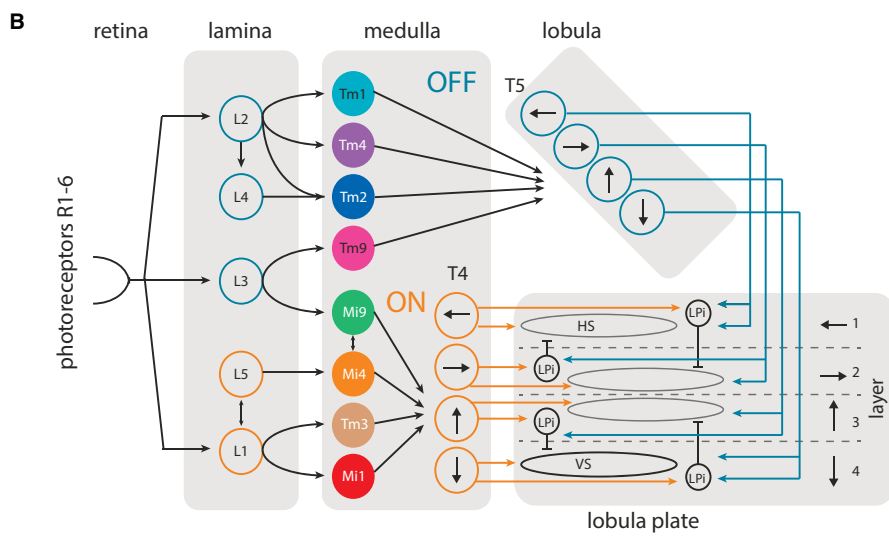 B
retina
lamina
medulla
lobula
photoreceptors R1-6
L2
L4
L3
L5
L1
Tm1
Tm4
Tm2
Tm9
Mi9
Mi4
Tm3
Mi1
OFF
ON
T5
T4
LPi
HS
LPi
LPi
VS
LPi
1
2
3
4
layer
lobula plate